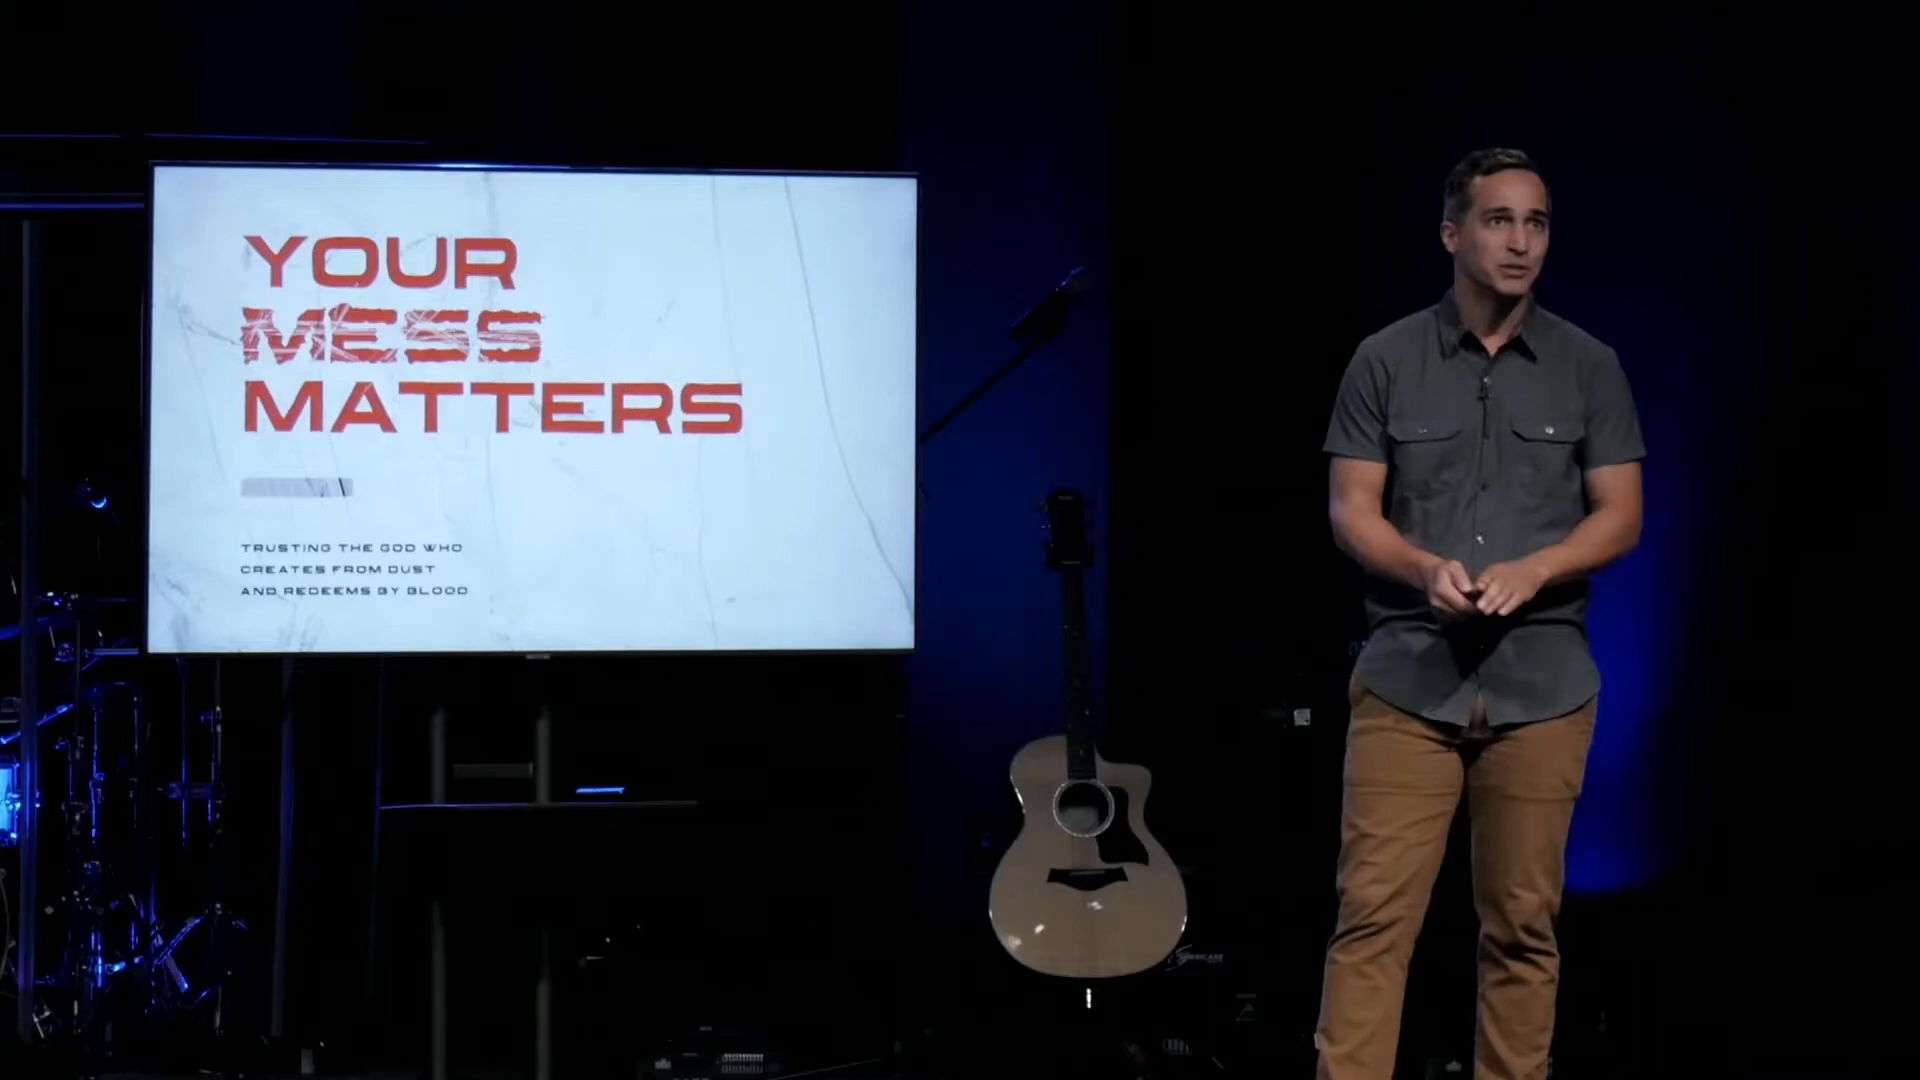 YOUR
MESS
MATTERS
TRUSTING THE GOD WHO
CREATES FROM DUST
AND REDEEMS BY BLOOD